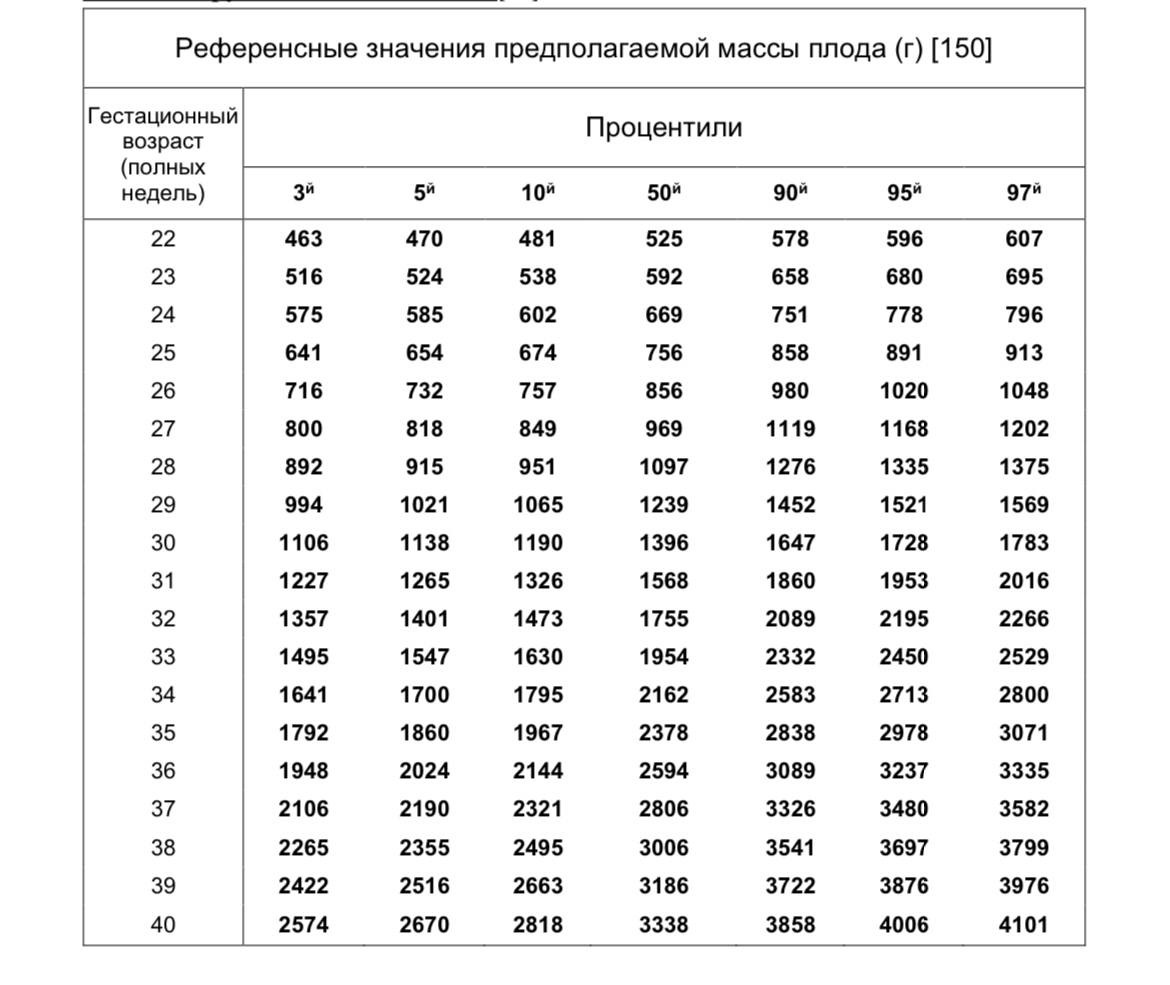 Референсные значения предполагаемой массы плода (г) [150]
Гестационный
возраст
(полных
недель)
Процентили
3й 5й 10й 50й 90й 95й 97й
22 463 470 481 525 578 596 607
23 516 524 538 592 658 680 695
24 575 585 602 669 751 778 796
25 641 654 674 756 858 891 913
26 716 732 757 856 980 1020 1048
27 800 818 849 969 1119 1168 1202
28 892 915 951 1097 1276 1335 1375
29 994 1021 1065 1239 1452 1521 1569
30 1106 1138 1190 1396 1647 1728 1783
31 1227 1265 1326 1568 1860 1953 2016
32 1357 1401 1473 1755 2089 2195 2266
33 1495 1547 1630 1954 2332 2450 2529
34 1641 1700 1795 2162 2583 2713 2800
35 1792 1860 1967 2378 2838 2978 3071
36 1948 2024 2144 2594 3089 3237 3335
37 2106 2190 2321 2806 3326 3480 3582
38 2265 2355 2495 3006 3541 3697 3799
39 2422 2516 2663 3186 3722 3876 3976
40 2574 2670 2818 3338 3858 4006 4101